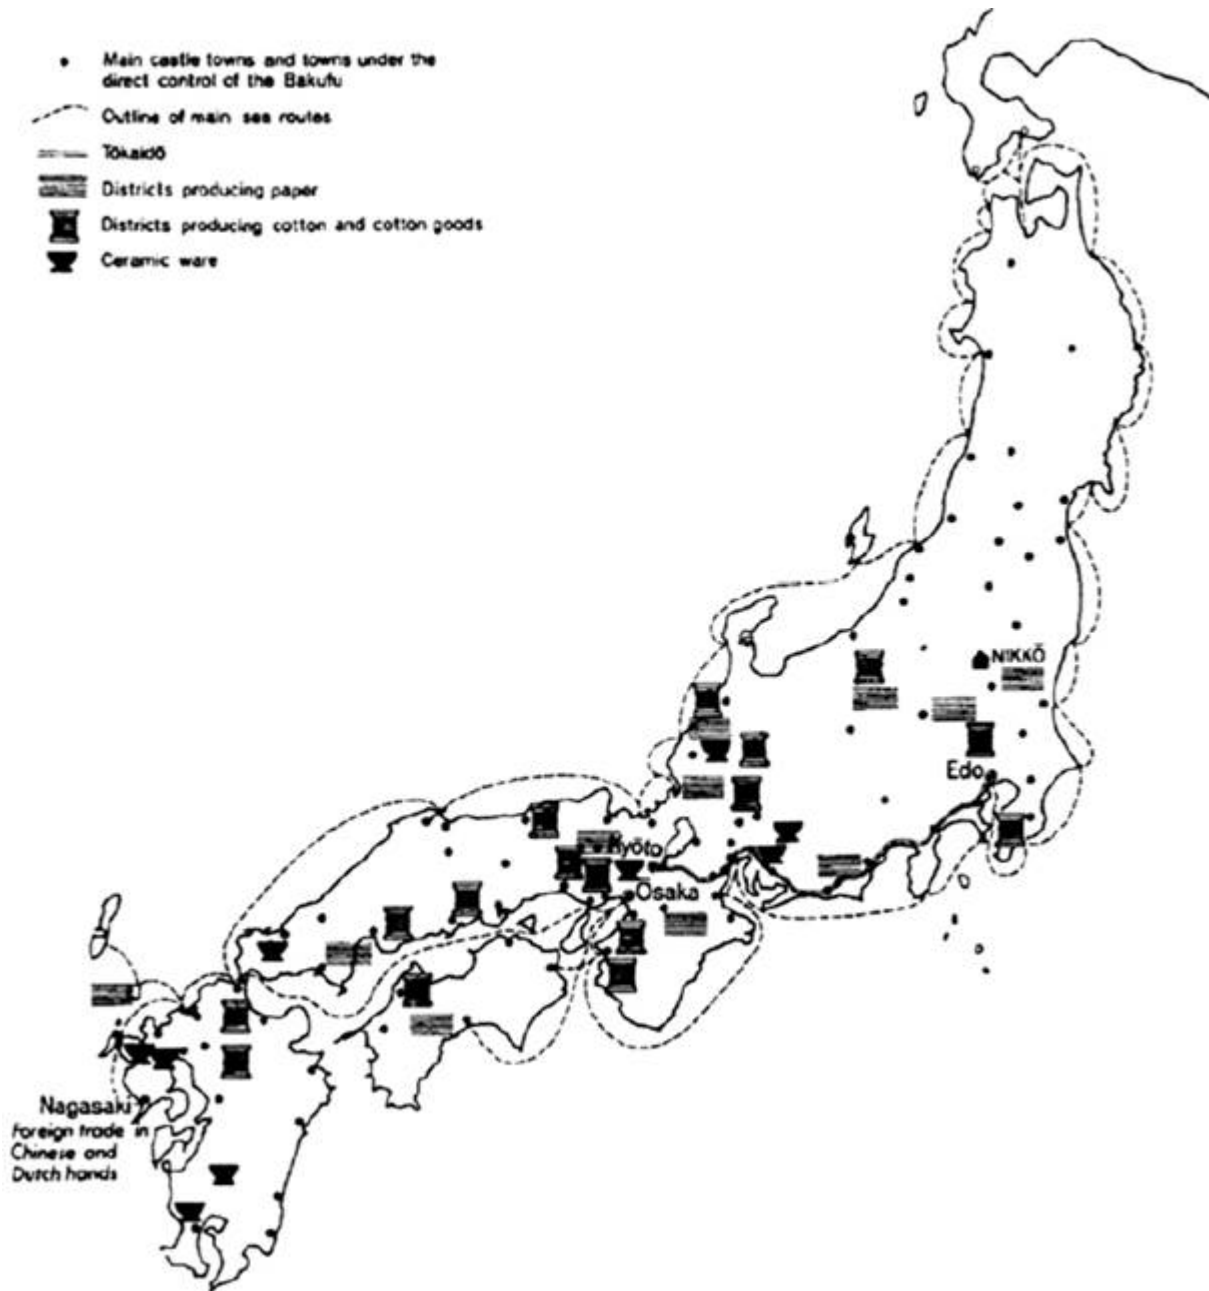 Main castle towns and towns under the
direct control of the Bakufu
Outline of main sea routes
Tōkaidō
Districts producing paper
Districts producing cotton and cotton goods
Ceramic ware
NIKKŌ
Edo
Kyōto
Osaka
Nagasaki
Foreign trade in
Chinese and
Dutch hands